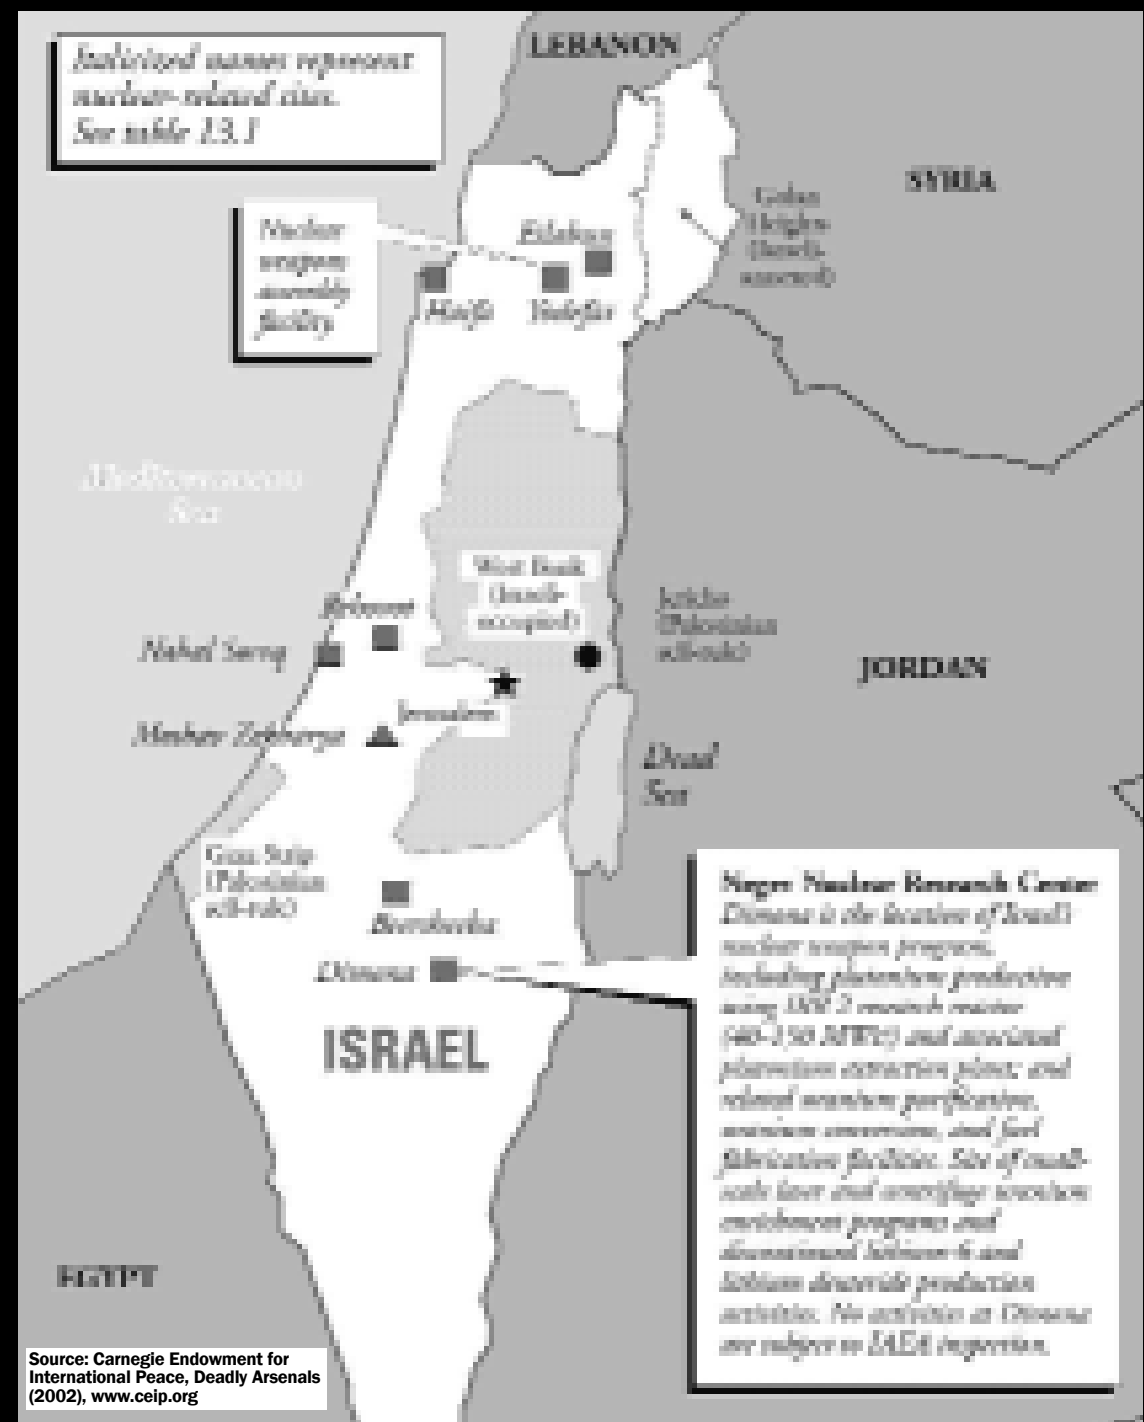 Italicized names represent
nuclear-related sites.
See table 13.1
LEBANON
SYRIA
Nuclear
weapons
assembly
facility
Golan
Heights
(Israeli-
annexed)
Eilabun
Haifa
Yodefat
Mediterranean
Sea
West Bank
(Israeli-
occupied)
Jericho
(Palestinian
self-rule)
Rehovot
Nahal Soreq
JORDAN
Jerusalem
Moshav Zekharya
Dead
Sea
Gaza Strip
(Palestinian
self-rule)
Beersheeba
Dimona
ISRAEL
Negev Nuclear Research Center
Dimona is the location of Israel's
nuclear weapon program,
including plutonium production
using IRR 2 research reactor
(40-150 MWt) and associated
plutonium extraction plant; and
related uranium purification,
uranium conversion, and fuel
fabrication facilities. Site of small-
scale laser and centrifuge uranium
enrichment programs and
discontinued lithium-6 and
lithium deuteride production
activities. No activities at Dimona
are subject to IAEA inspection.
EGYPT
Source: Carnegie Endowment for
International Peace, Deadly Arsenals
(2002), www.ceip.org